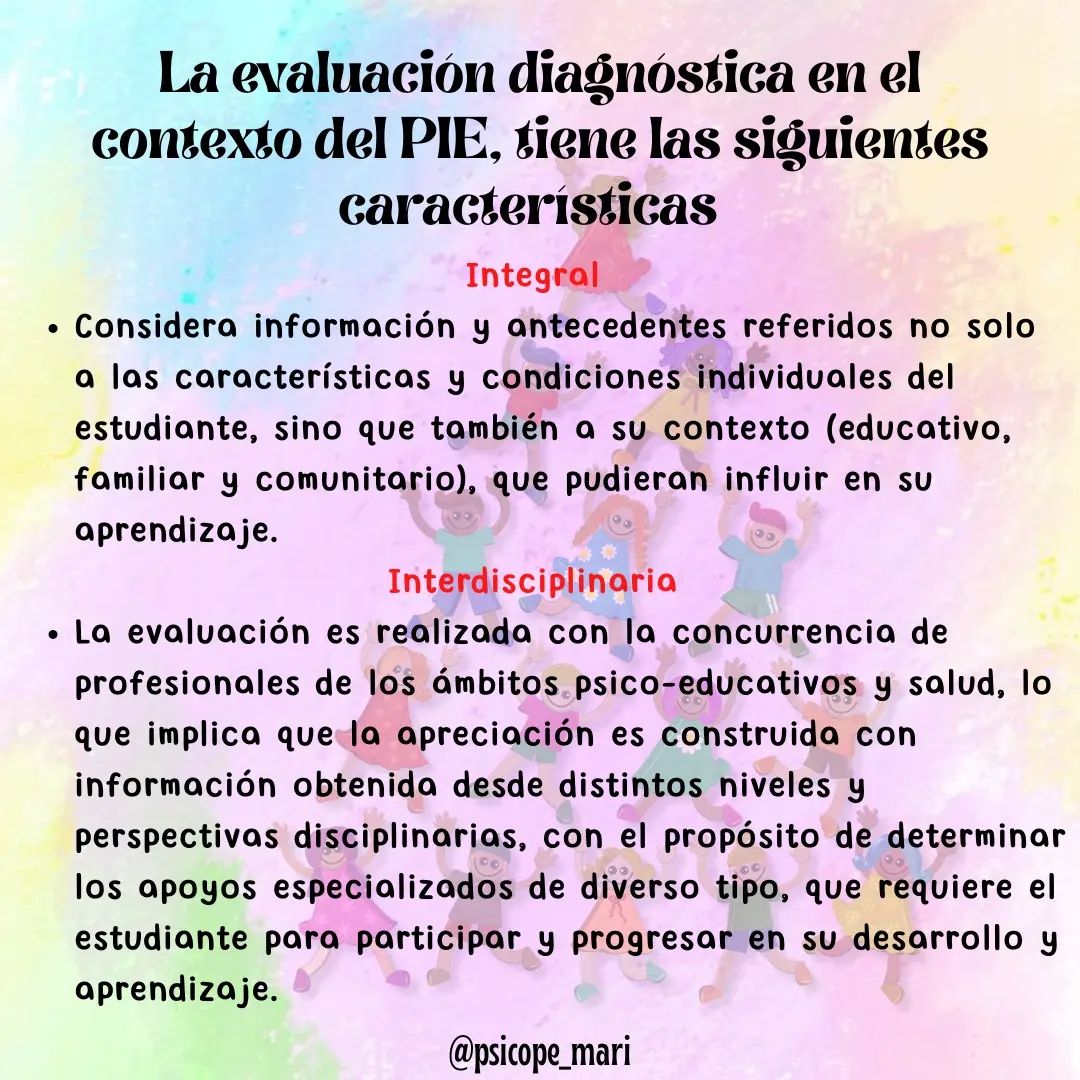 La evaluación diagnóstica en el
contexto del PIE, tiene las siguientes
características
Integral
• Considera información y antecedentes referidos no solo
a las características y condiciones individuales del
estudiante, sino que también a su contexto (educativo,
familiar y comunitario), que pudieran influir en su
aprendizaje.
Interdisciplinaria
• La evaluación es realizada con la concurrencia de
profesionales de los ámbitos psico-educativos y salud, lo
que implica que la apreciación es construida con
información obtenida desde distintos niveles y
perspectivas disciplinarias, con el propósito de determinar
los apoyos especializados de diverso tipo, que requiere el
estudiante para participar y progresar en su desarrollo y
aprendizaje.
@psicope_mari